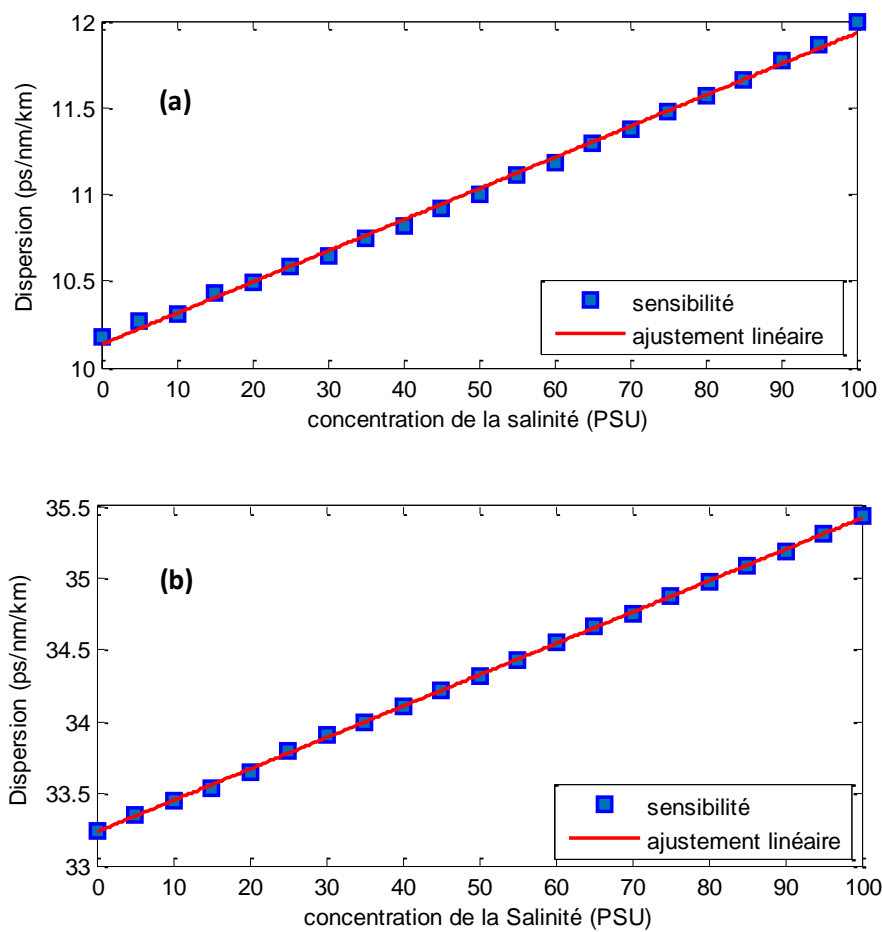 12
11.5
11
10.5
10
Dispersion (ps/nm/km)
(a)
sensibilité
ajustement linéaire
0 10 20 30 40 50 60 70 80 90 100
concentration de la salinité (PSU)
35.5
35
34.5
34
33.5
33
Dispersion (ps/nm/km)
(b)
sensibilité
ajustement linéaire
0 10 20 30 40 50 60 70 80 90 100
concentration de la Salinité (PSU)